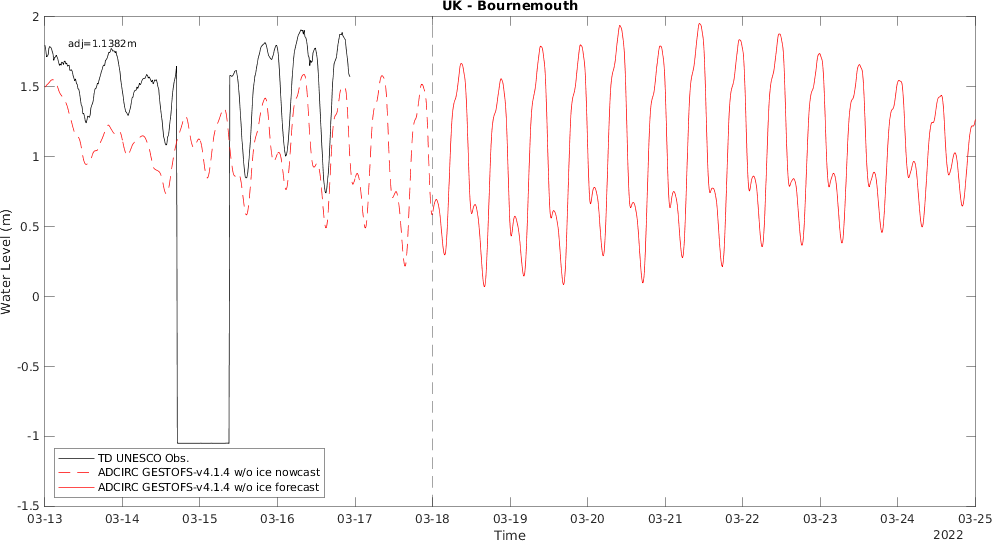 UK - Bournemouth
2
adj=1.1382m
1.5
1
0.5
0
-0.5
-1
-1.5
Water Level (m)
TD UNESCO Obs.
ADCIRC GESTOFS-v4.1.4 w/o ice nowcast
ADCIRC GESTOFS-v4.1.4 w/o ice forecast
03-13 03-14 03-15 03-16 03-17 03-18 03-19 03-20 03-21 03-22 03-23 03-24 03-25
Time
2022